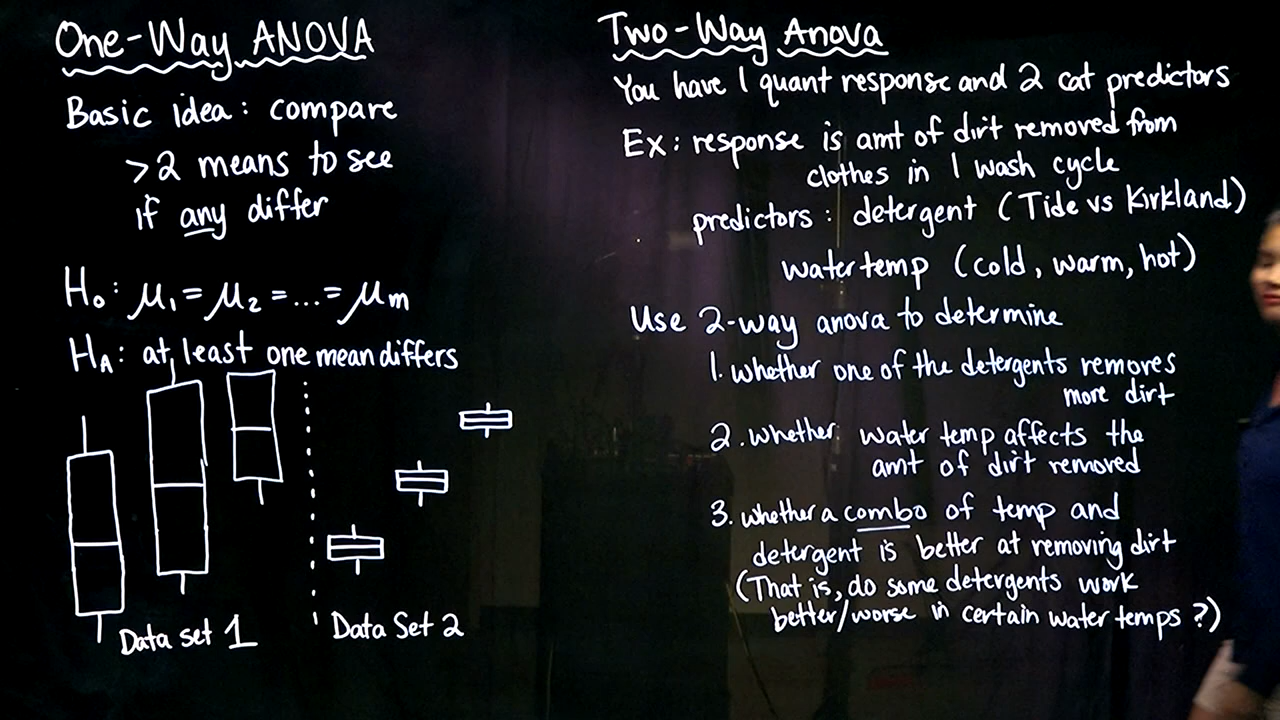 One-Way ANOVA
Basic idea: compare
>2 means to see
if any differ
H₀: μ₁ = μ₂ = ... = μₘ
H_A: at least one mean differs
Data set 1
Data Set 2
Two-Way Anova
You have 1 quant response and 2 cat predictors
Ex: response is amt of dirt removed from
clothes in 1 wash cycle
predictors: detergent (Tide vs Kirkland)
water temp (cold, warm, hot)
Use 2-way anova to determine
1. whether one of the detergents removes
more dirt
2. whether water temp affects the
amt of dirt removed
3. whether a combo of temp and
detergent is better at removing dirt
(That is, do some detergents work
better/worse in certain water temps?)